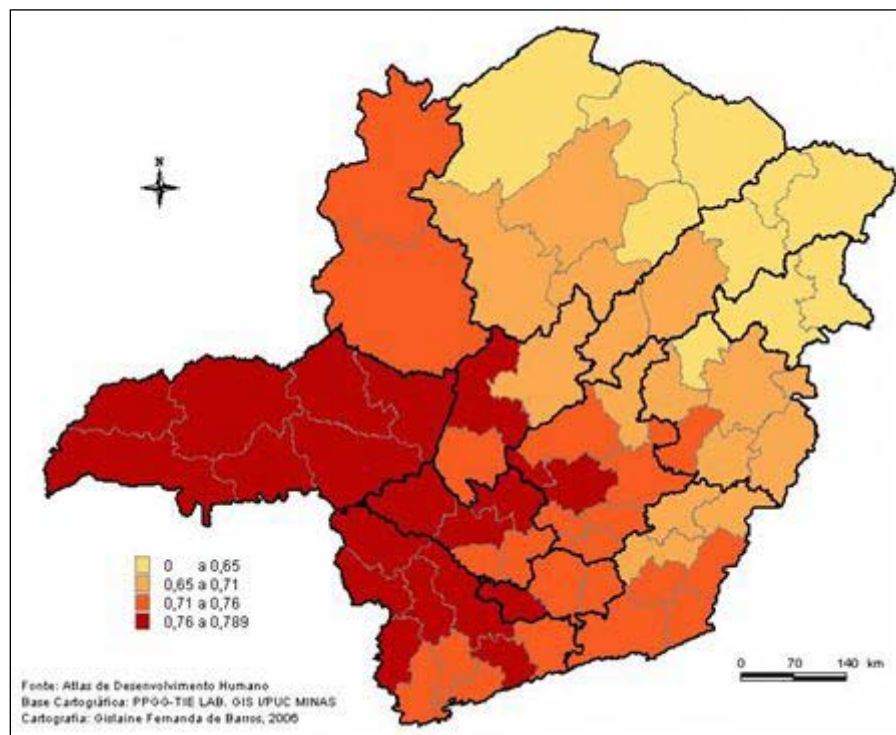 N
0 a 0,65
0,65 a 0,71
0,71 a 0,76
0,76 a 0,789
0 70 140 km
Fonte: Atlas de Desenvolvimento Humano
Base Cartográfica: PPGG-TIE LAB. GIS I/PUC MINAS
Cartografia: Gislaine Fernanda de Barros, 2006